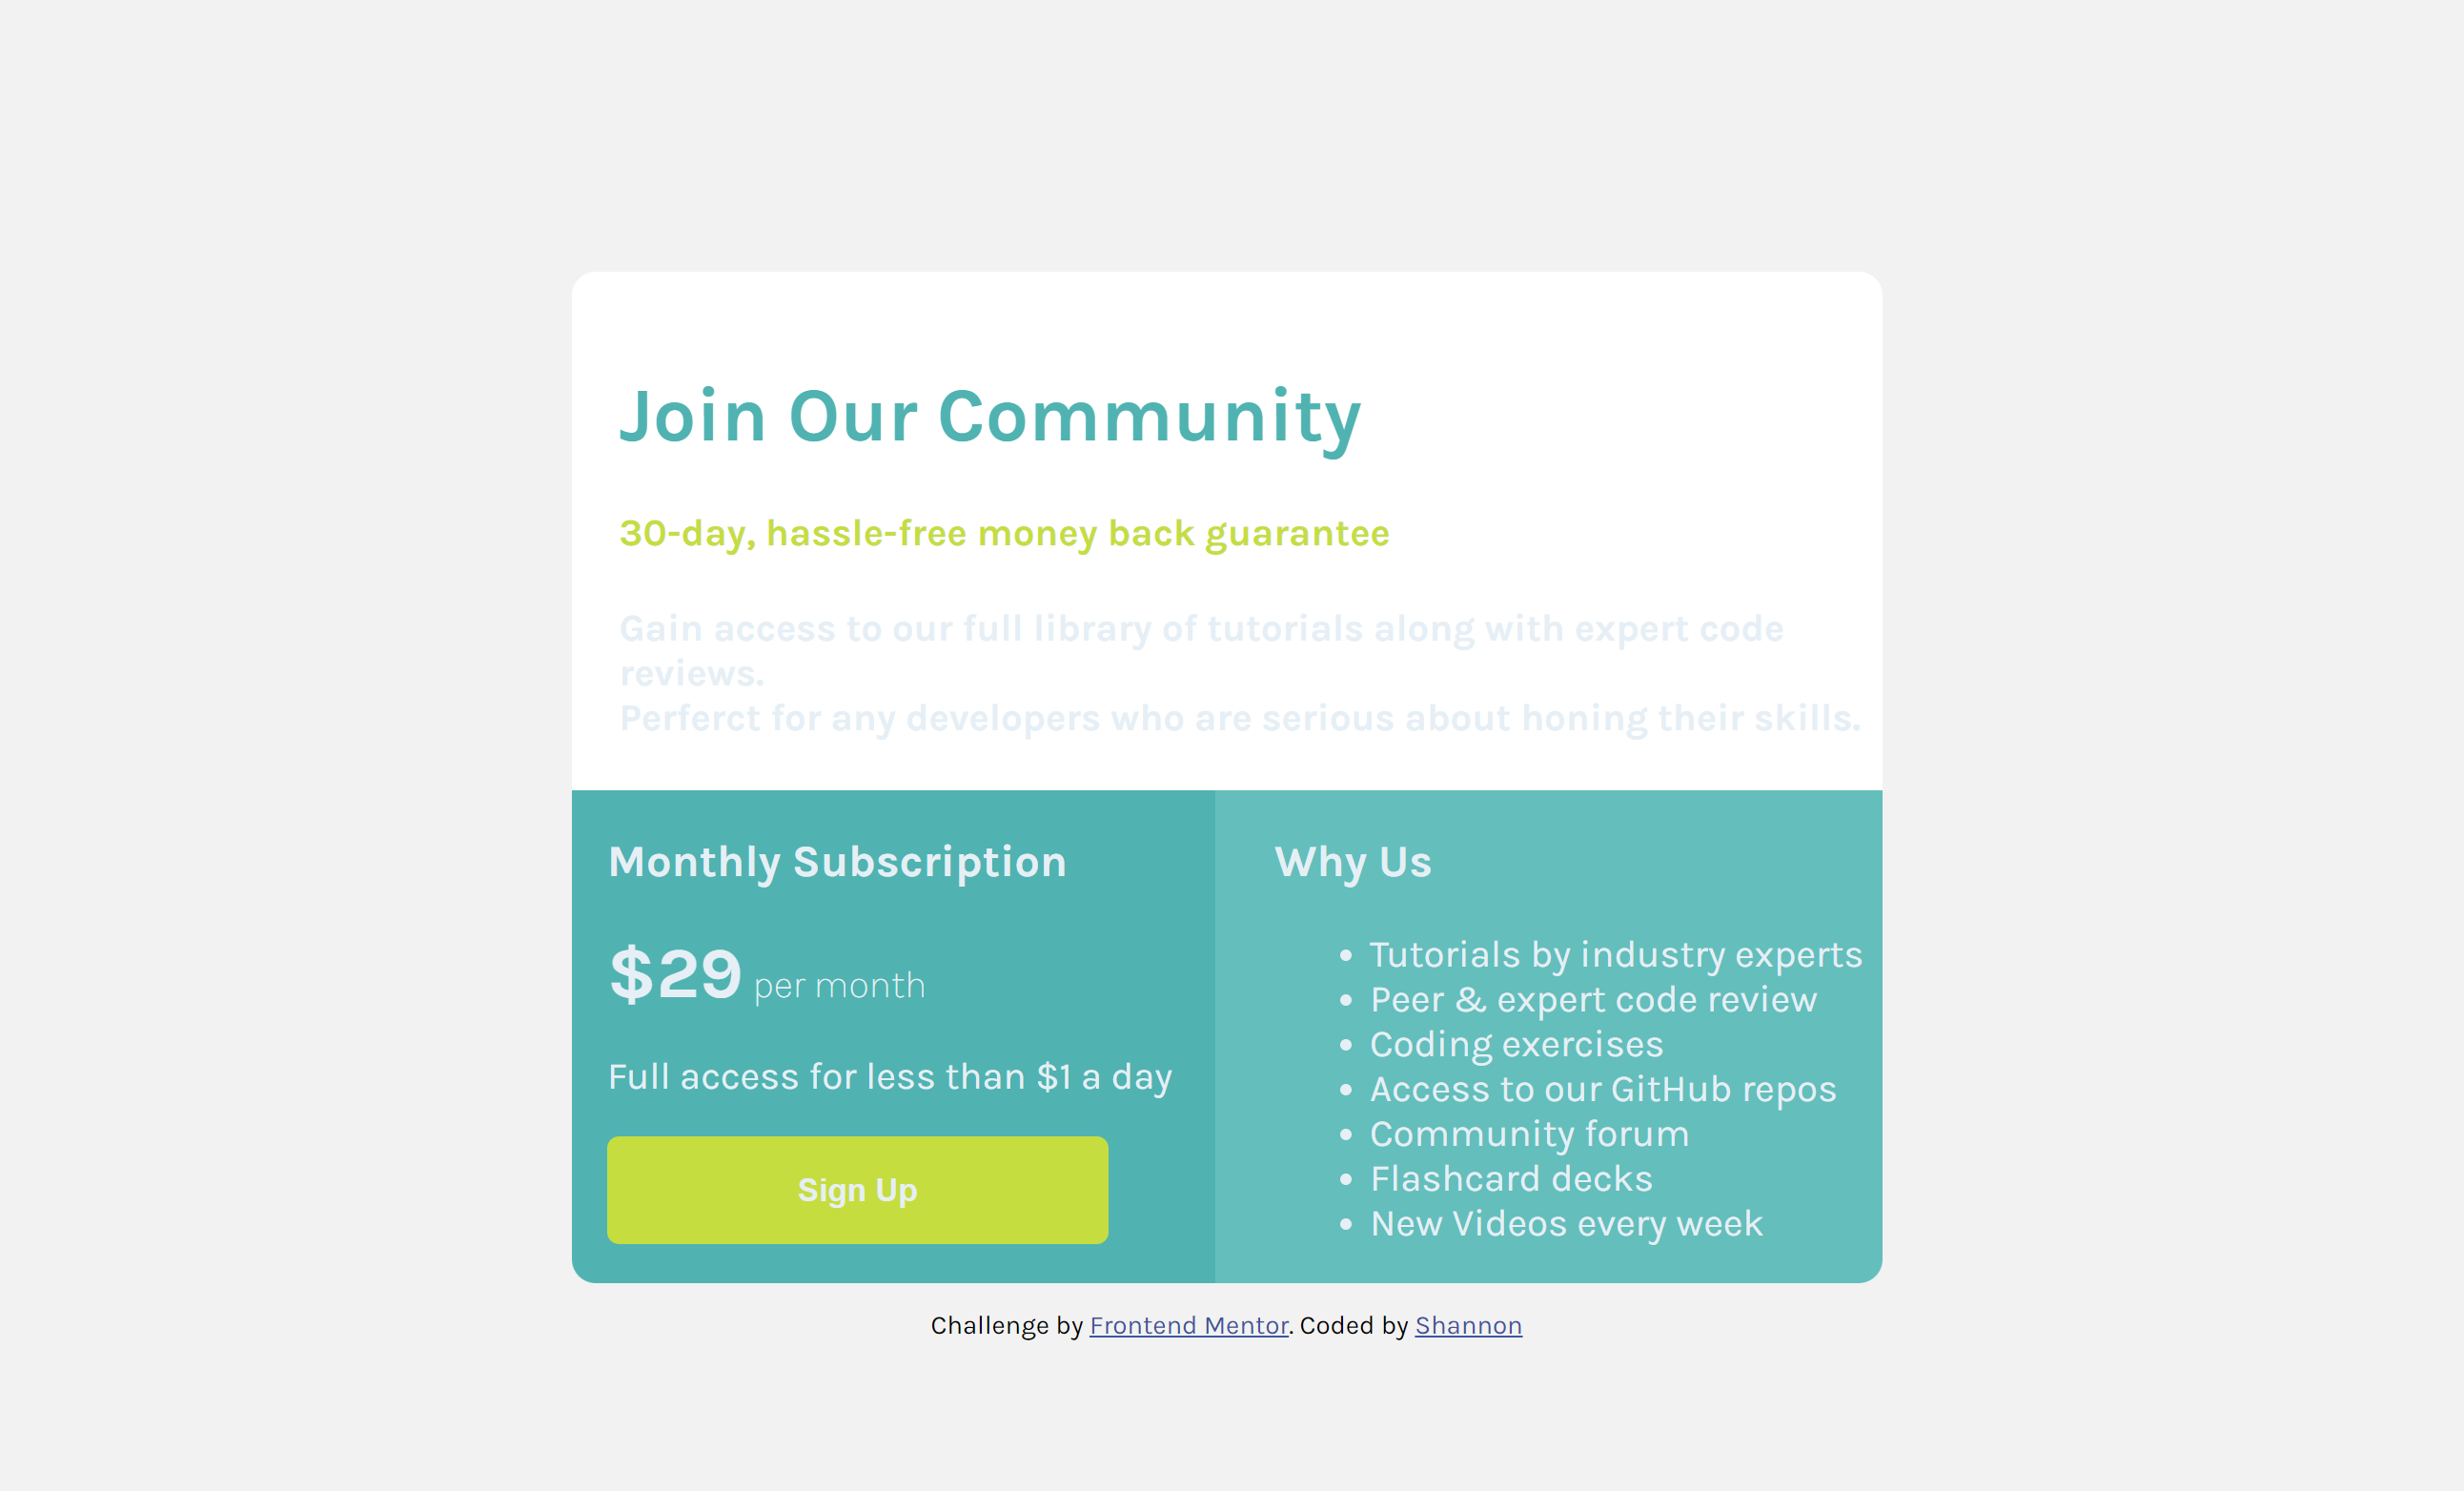 Join Our Community
30-day, hassle-free money back guarantee
Gain access to our full library of tutorials along with expert code
reviews.
Perferct for any developers who are serious about honing their skills.
Monthly Subscription
$29 per month
Full access for less than $1 a day
Sign Up
Why Us
• Tutorials by industry experts
• Peer & expert code review
• Coding exercises
• Access to our GitHub repos
• Community forum
• Flashcard decks
• New Videos every week
Challenge by Frontend Mentor. Coded by Shannon